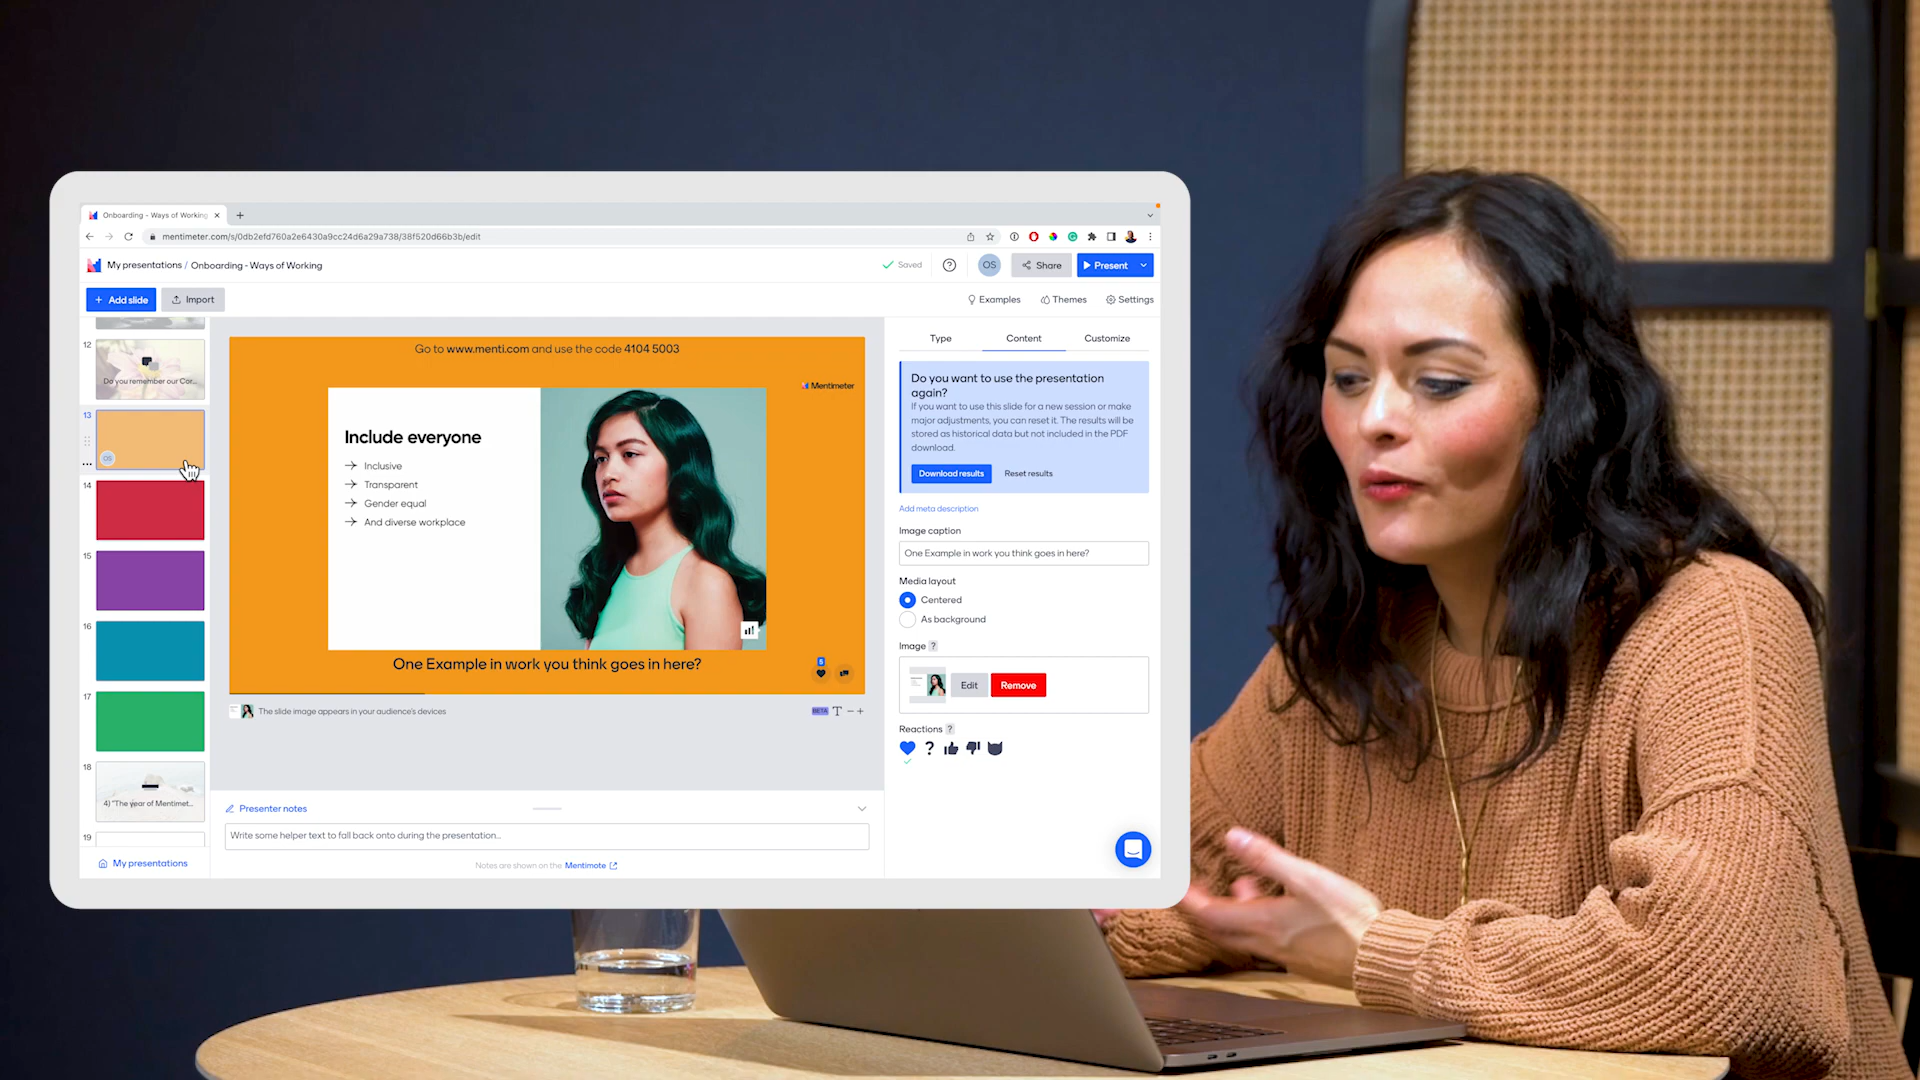 Onboarding - Ways of Working
mentimeter.com/s/0db2efd760a2e6430a9cc24d6a29a738/38f520d66b3b/edit
My presentations / Onboarding - Ways of Working
Saved
OS
Share
Present
Add slide
Import
Examples
Themes
Settings
12
Do you remember our Cor...
13
OS
14
15
16
17
18
4) "The year of Mentimet...
19
My presentations
Go to www.menti.com and use the code 4104 5003
Mentimeter
Include everyone
Inclusive
Transparent
Gender equal
And diverse workplace
One Example in work you think goes in here?
The slide image appears in your audience's devices
BETA
Presenter notes
Write some helper text to fall back onto during the presentation...
Notes are shown on the Mentimote
Type
Content
Customize
Do you want to use the presentation
again?
If you want to use this slide for a new session or make
major adjustments, you can reset it. The results will be
stored as historical data but not included in the PDF
download.
Download results
Reset results
Add meta description
Image caption
One Example in work you think goes in here?
Media layout
Centered
As background
Image ?
Edit
Remove
Reactions ?